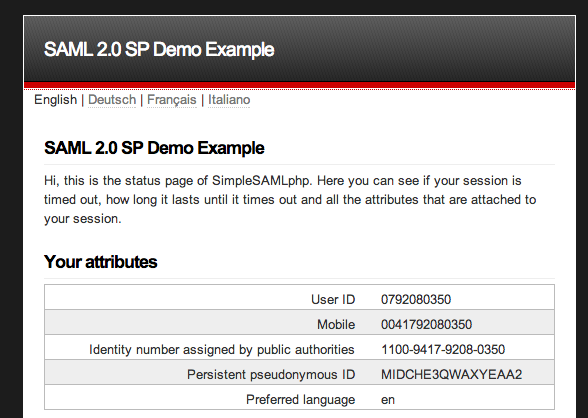 SAML 2.0 SP Demo Example
English | Deutsch | Français | Italiano
SAML 2.0 SP Demo Example
Hi, this is the status page of SimpleSAMLphp. Here you can see if your session is
timed out, how long it lasts until it times out and all the attributes that are attached to
your session.
Your attributes
User ID 0792080350
Mobile 0041792080350
Identity number assigned by public authorities 1100-9417-9208-0350
Persistent pseudonymous ID MIDCHE3QWAXYEAA2
Preferred language en